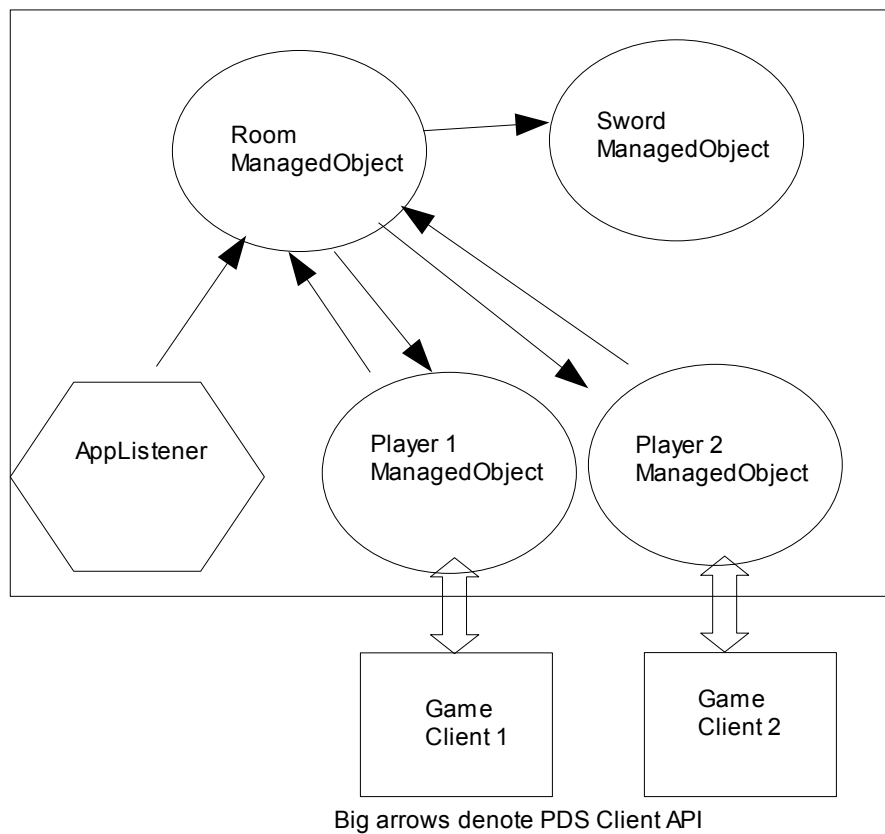 Room
ManagedObject
Sword
ManagedObject
AppListener
Player 1
ManagedObject
Player 2
ManagedObject
Game
Client 1
Game
Client 2
Big arrows denote PDS Client API